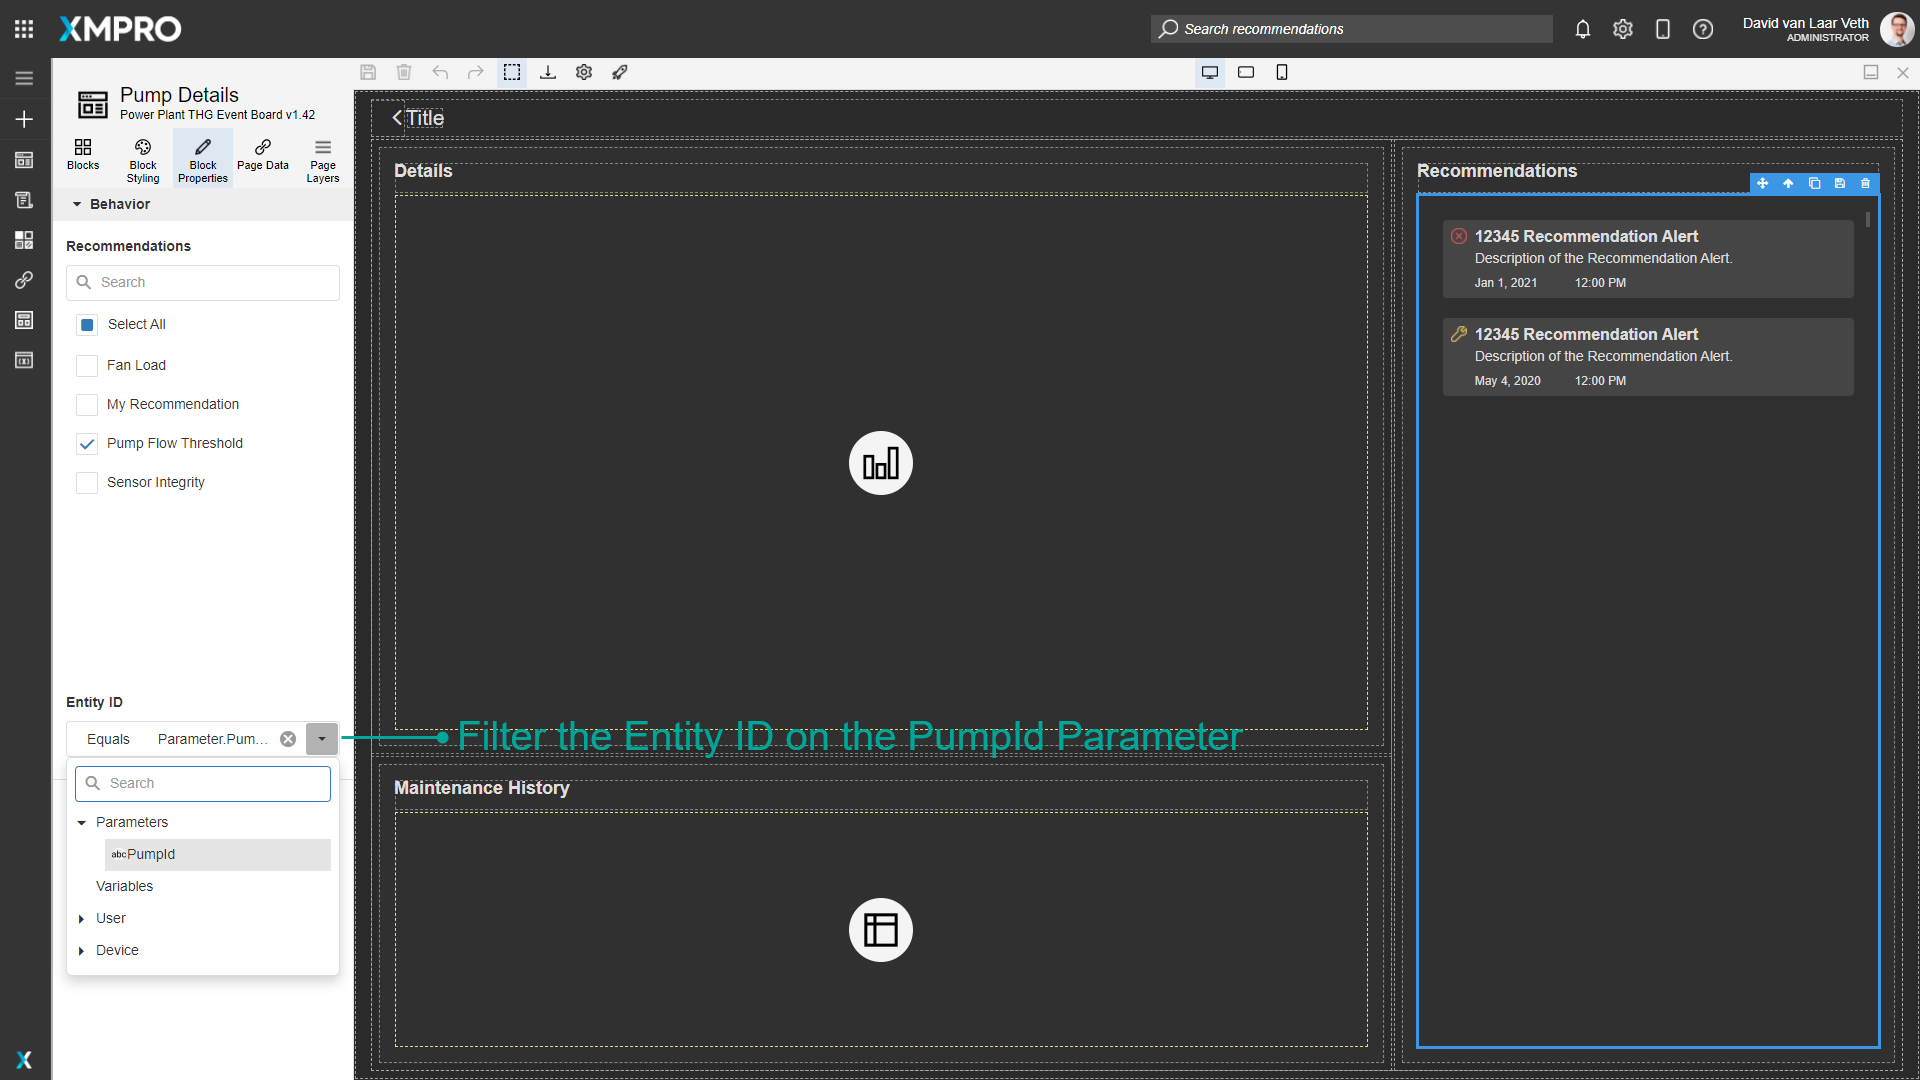 XMPRO
Search recommendations
David van Laar Veth
ADMINISTRATOR
Pump Details
Power Plant THG Event Board v1.42
Blocks
Block Styling
Block Properties
Page Data
Page Layers
Behavior
Recommendations
Search
Select All
Fan Load
My Recommendation
Pump Flow Threshold
Sensor Integrity
Entity ID
Equals
Parameter.Pum...
Search
Parameters
abcPumpId
Variables
User
Device
Title
Details
Filter the Entity ID on the PumpId Parameter
Maintenance History
Recommendations
12345 Recommendation Alert
Description of the Recommendation Alert.
Jan 1, 2021 12:00 PM
12345 Recommendation Alert
Description of the Recommendation Alert.
May 4, 2020 12:00 PM